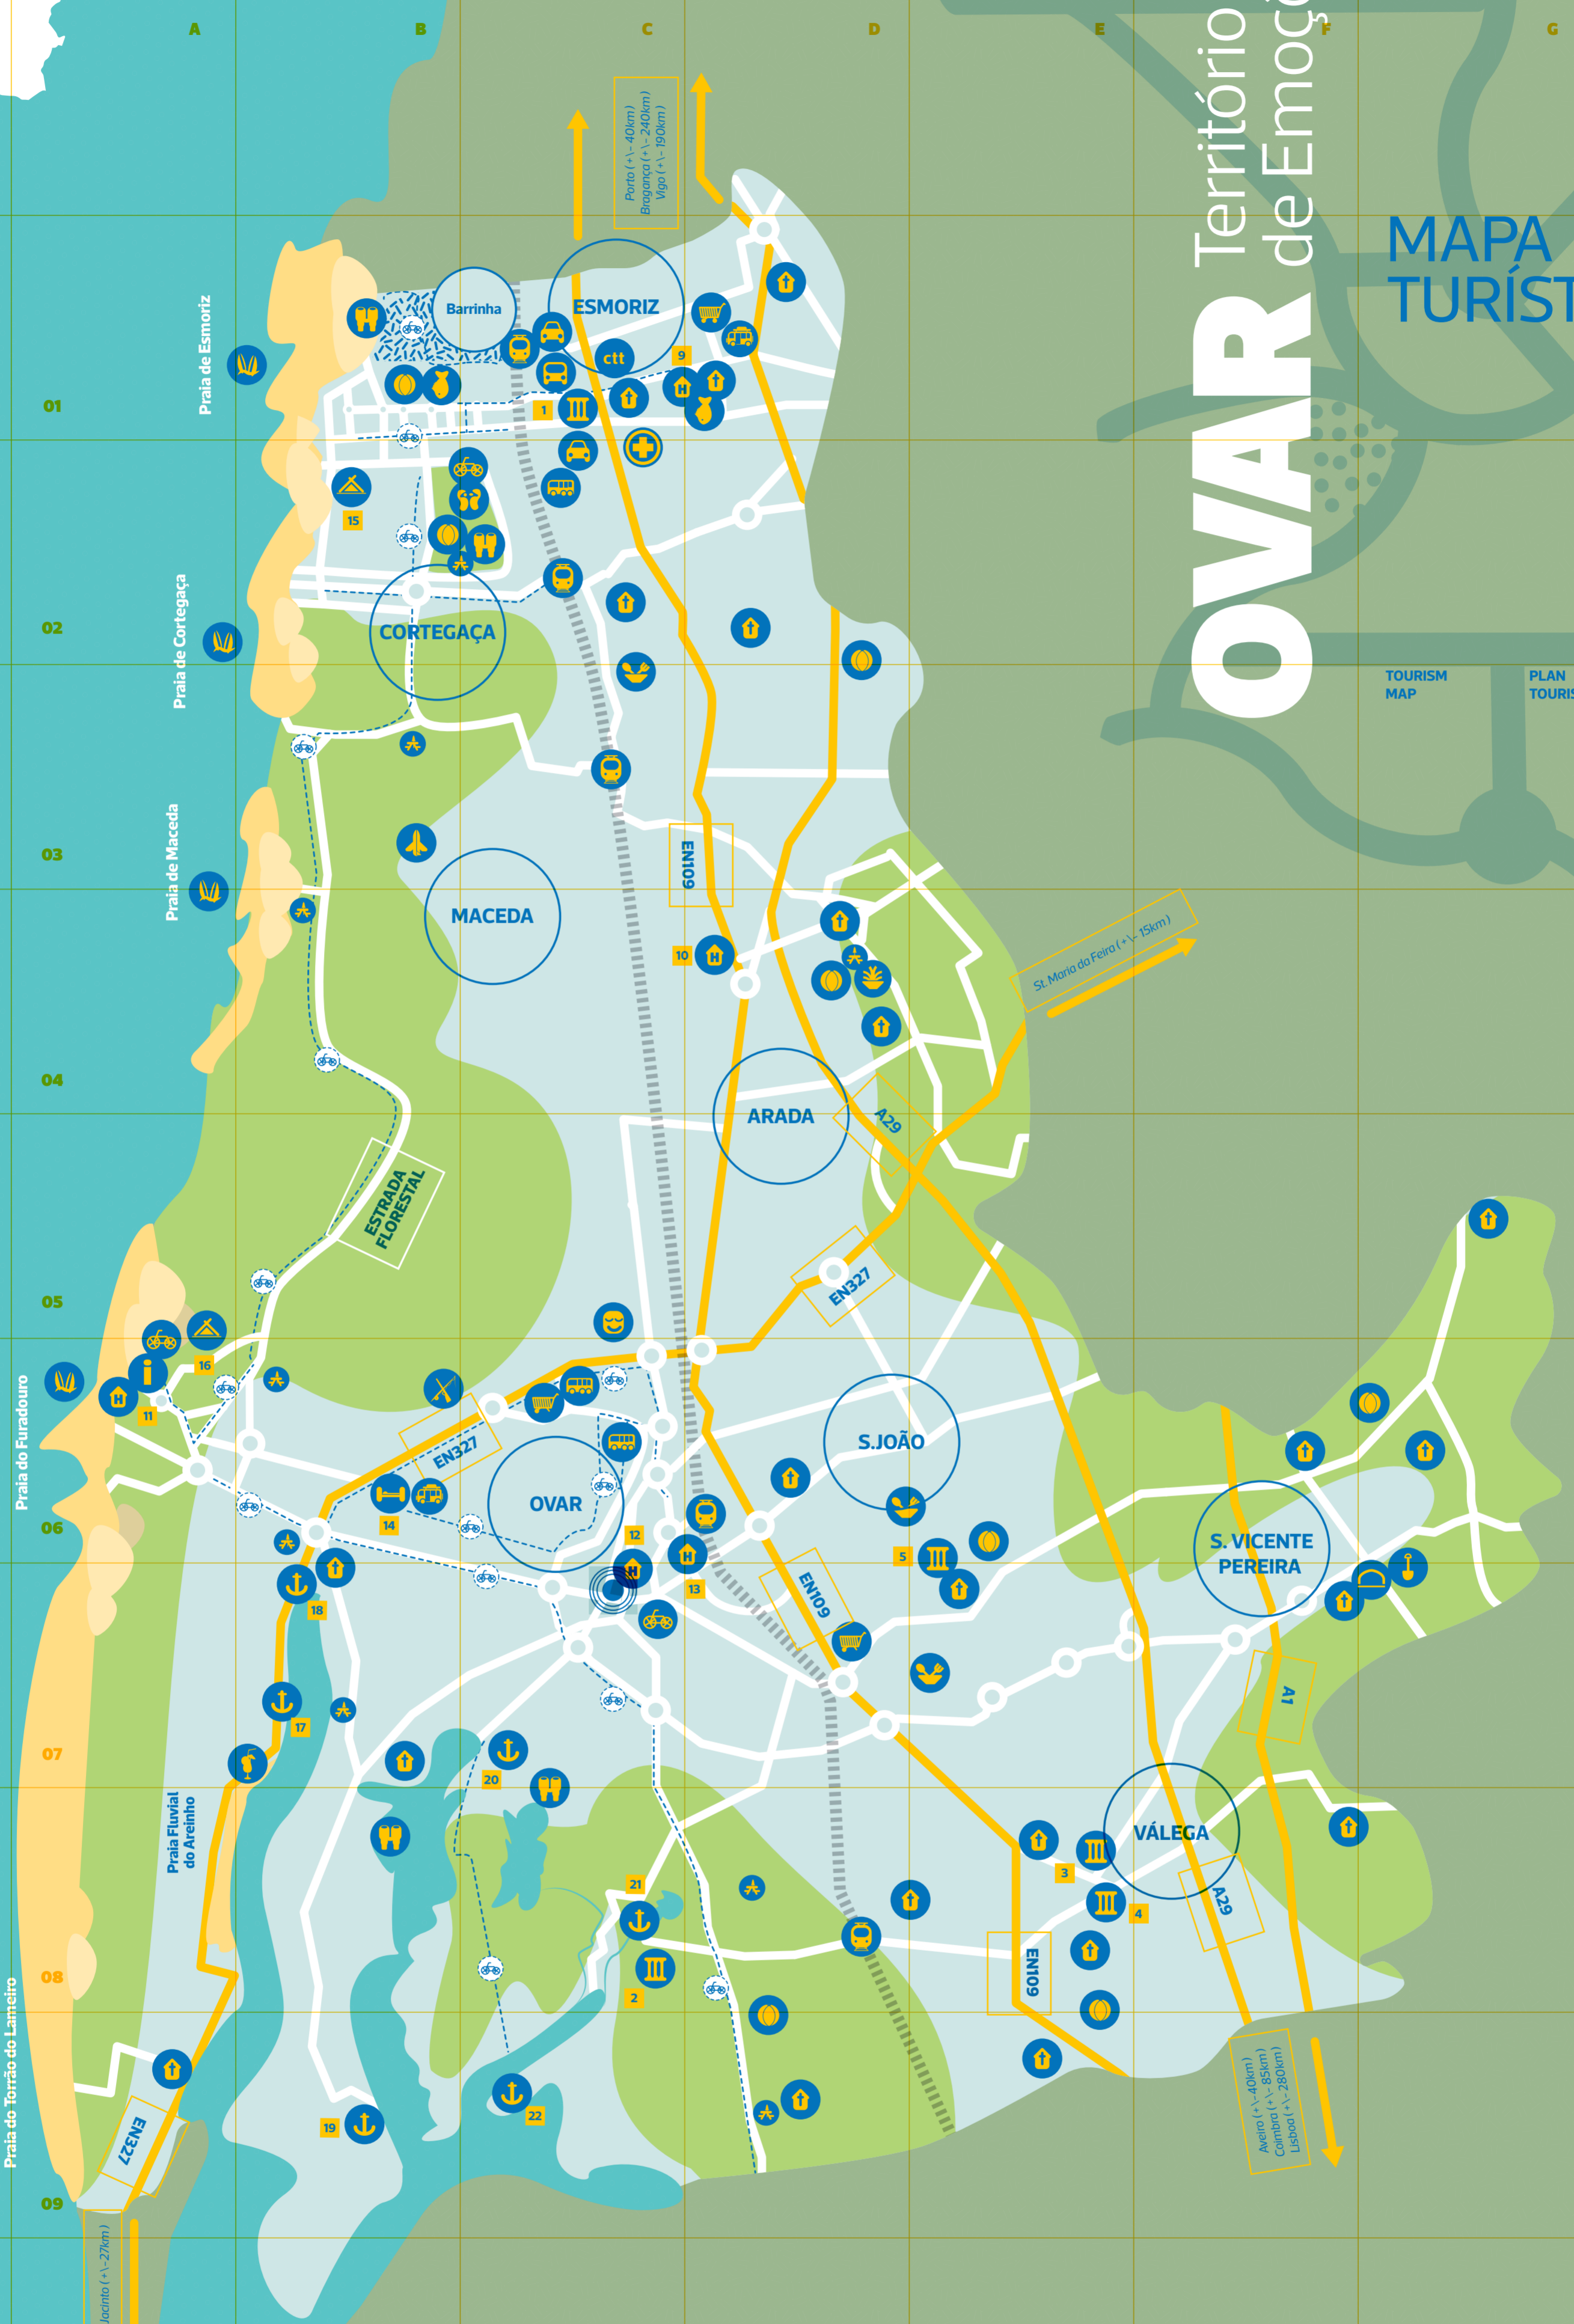 A
B
C
D
E
F
G
Território
de Emoç
OVAR
MAPA
TURÍST
TOURISM
MAP
PLAN
TOURIS
Porto (+\- 40km)
Bragança (+\- 240km)
Vigo (+\- 190km)
Praia de Esmoriz
Barrinha
ESMORIZ
ctt
9
H
01
1
15
Praia de Cortegaça
02
CORTEGAÇA
Praia de Maceda
03
EN109
MACEDA
10
H
St. Maria da Feira (+\- 15km)
04
ARADA
A29
ESTRADA
FLORESTAL
EN327
05
16
i
H
11
Praia do Furadouro
EN327
S.JOÃO
OVAR
14
06
12
H
H
13
5
S. VICENTE
PEREIRA
EN109
18
17
A1
07
20
Praia Fluvial
do Areinho
VÁLEGA
3
21
4
A29
08
2
EN109
Praia do Torrão do Lameiro
Aveiro (+\-40km)
Coimbra (+\- 85km)
Lisboa (+\- 280km)
19
22
EN327
09
Jacinto (+\-27km)